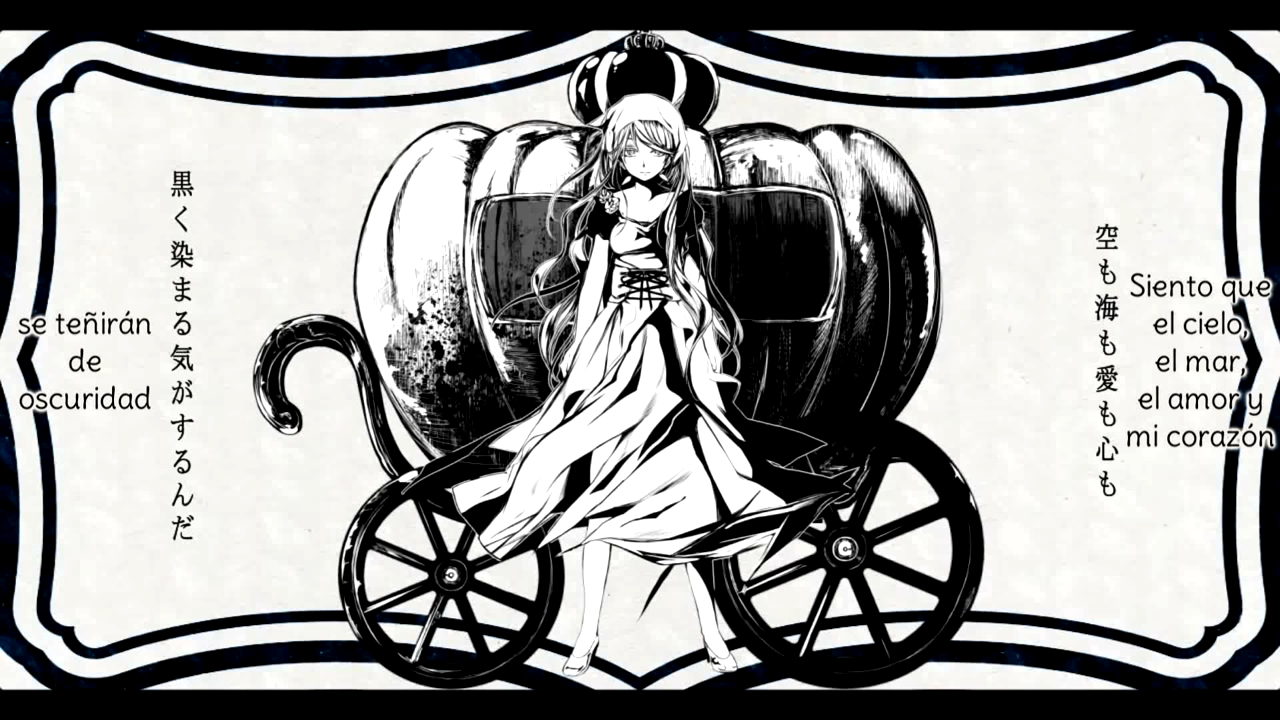 空も海も愛も心も
黒く染まる気がするんだ
Siento que
el cielo,
el mar,
el amor y
mi corazón
se teñirán
de
oscuridad